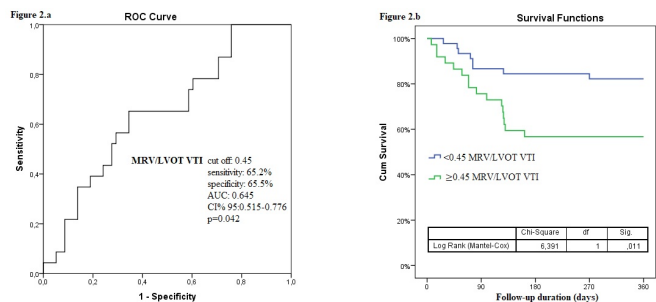 Figure 2.a
ROC Curve
1,0
0,8
0,6
0,4
0,2
0,0
Sensitivity
MRV/LVOT VTI cut off: 0.45
sensitivity: 65.2%
specificity: 65.5%
AUC: 0.645
CI% 95:0.515-0.776
p=0.042
0,0 0,2 0,4 0,6 0,8 1,0
1 - Specificity
Figure 2.b
Survival Functions
100%
80%
60%
40%
20%
0%
Cum Survival
<0.45 MRV/LVOT VTI
≥0.45 MRV/LVOT VTI
Chi-Square df Sig.
Log Rank (Mantel-Cox) 6,391 1 ,011
0 90 180 270 360
Follow-up duration (days)